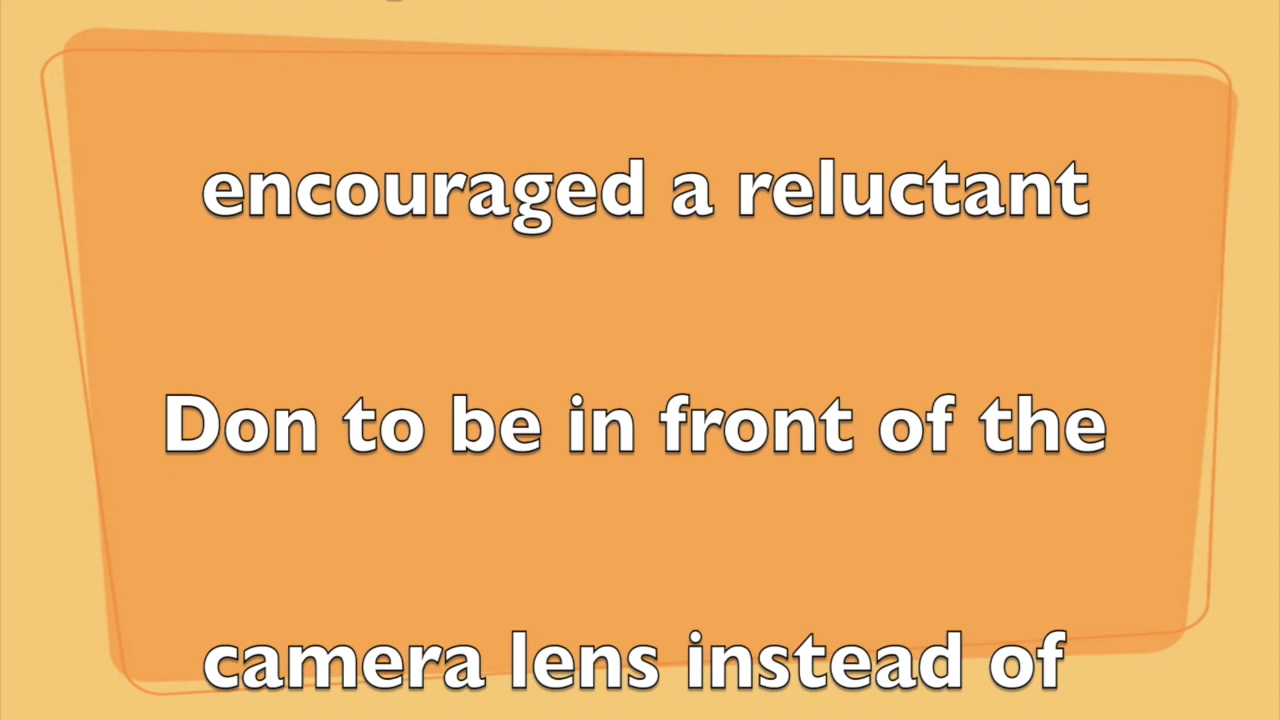 encouraged a reluctant
Don to be in front of the
camera lens instead of